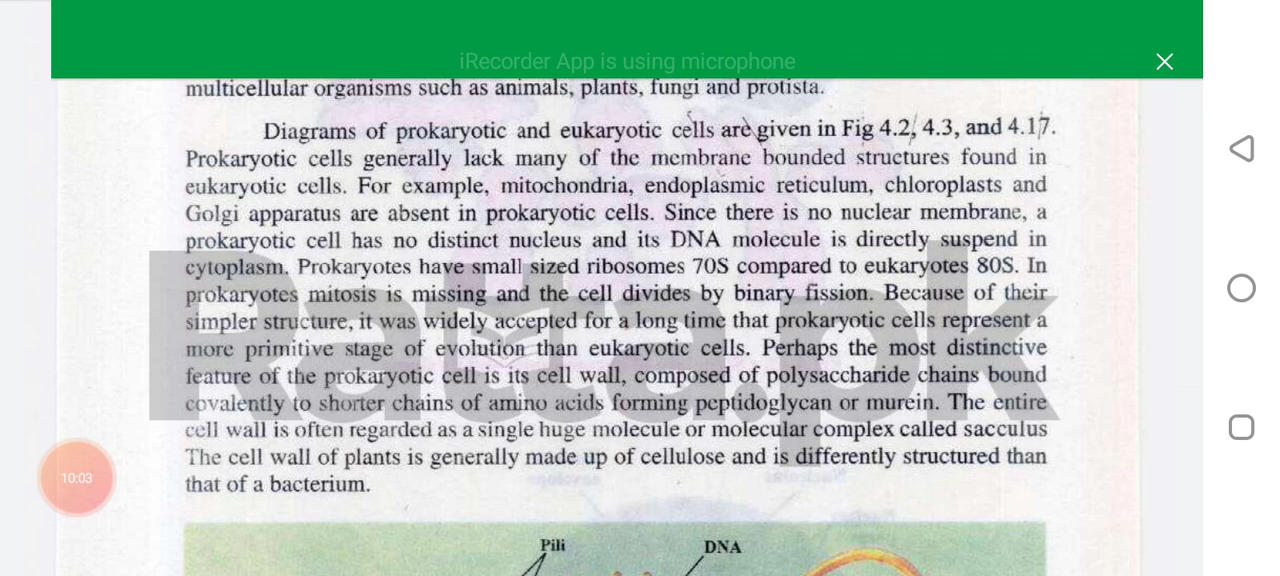 iRecorder App is using microphone
multicellular organisms such as animals, plants, fungi and protista.
Diagrams of prokaryotic and eukaryotic cells are given in Fig 4.2, 4.3, and 4.17.
Prokaryotic cells generally lack many of the membrane bounded structures found in
eukaryotic cells. For example, mitochondria, endoplasmic reticulum, chloroplasts and
Golgi apparatus are absent in prokaryotic cells. Since there is no nuclear membrane, a
prokaryotic cell has no distinct nucleus and its DNA molecule is directly suspend in
cytoplasm. Prokaryotes have small sized ribosomes 70S compared to eukaryotes 80S. In
prokaryotes mitosis is missing and the cell divides by binary fission. Because of their
simpler structure, it was widely accepted for a long time that prokaryotic cells represent a
more primitive stage of evolution than eukaryotic cells. Perhaps the most distinctive
feature of the prokaryotic cell is its cell wall, composed of polysaccharide chains bound
covalently to shorter chains of amino acids forming peptidoglycan or murein. The entire
cell wall is often regarded as a single huge molecule or molecular complex called sacculus
The cell wall of plants is generally made up of cellulose and is differently structured than
that of a bacterium.
Ratta.pk
10:03
Pili
DNA